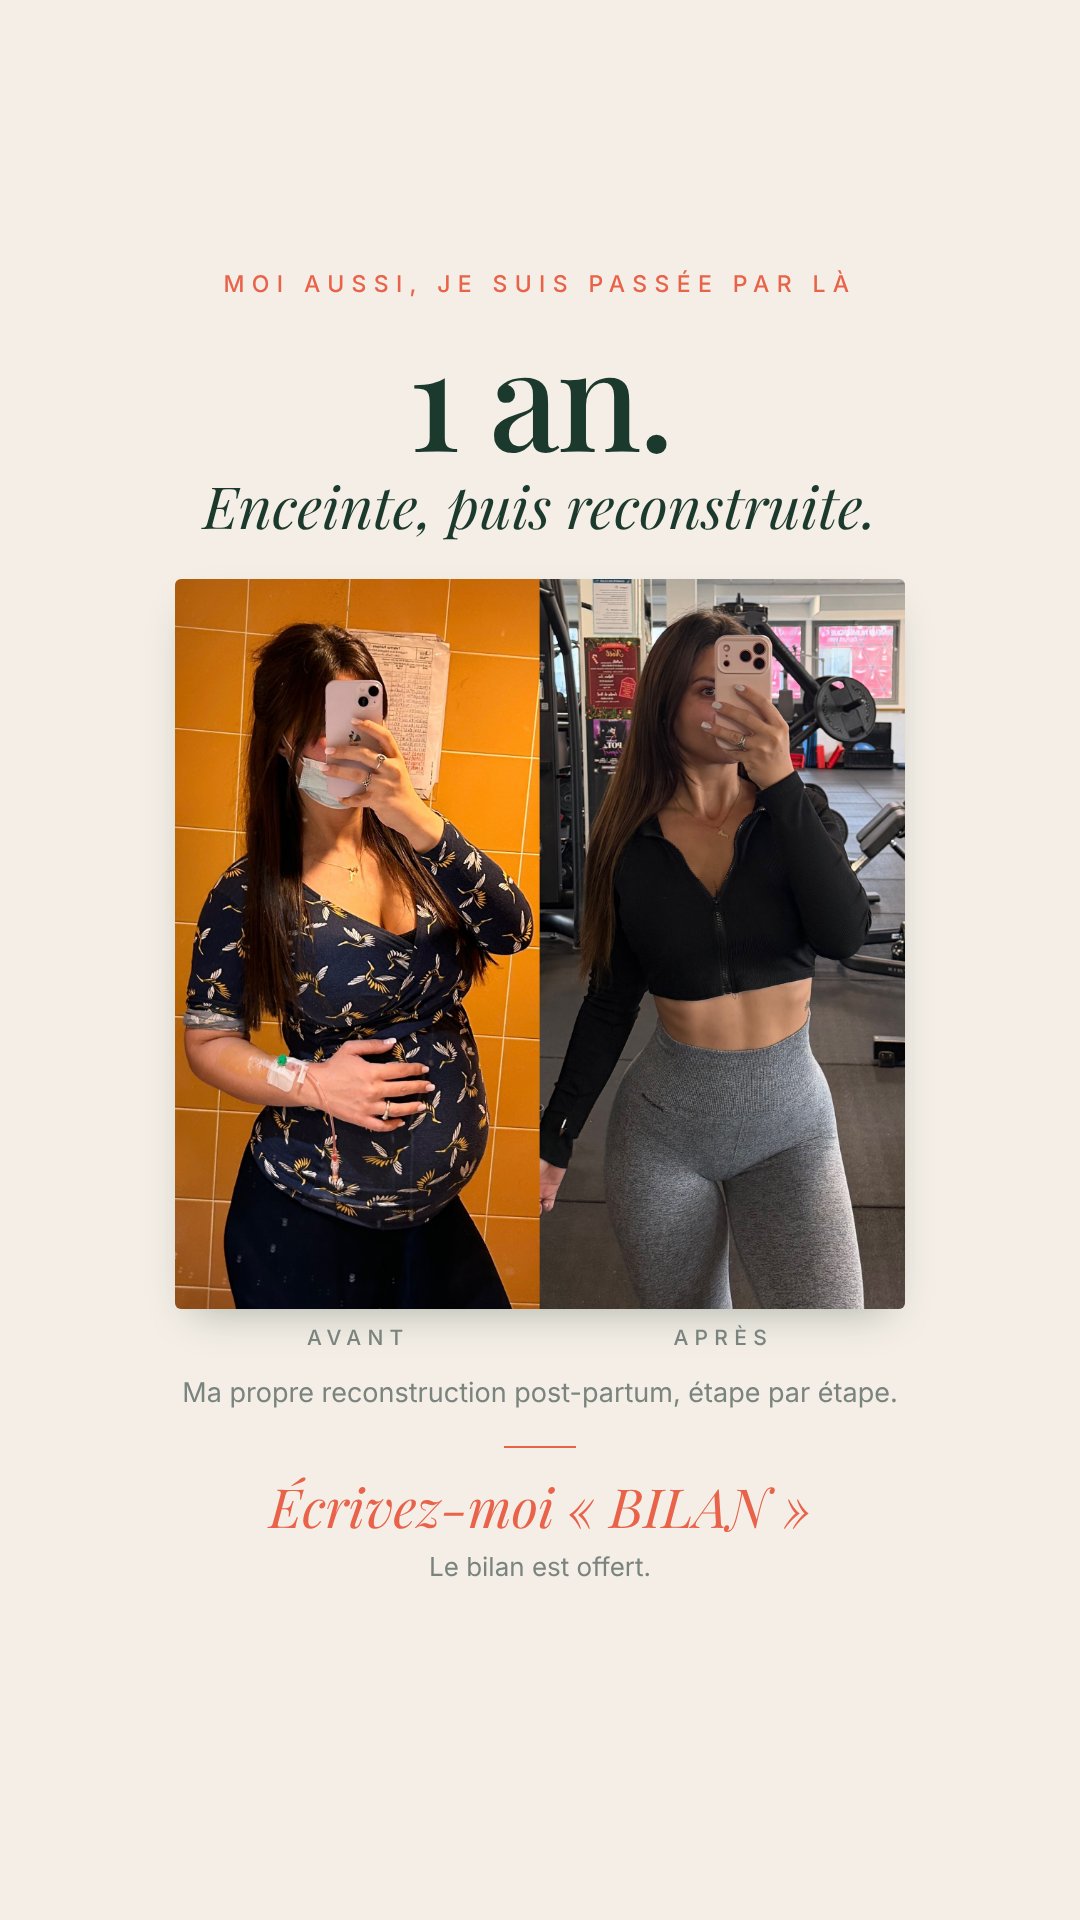 MOI AUSSI, JE SUIS PASSÉE PAR LÀ
1 an.
Enceinte, puis reconstruite.
AVANT
APRÈS
Ma propre reconstruction post-partum, étape par étape.
Écrivez-moi « BILAN »
Le bilan est offert.